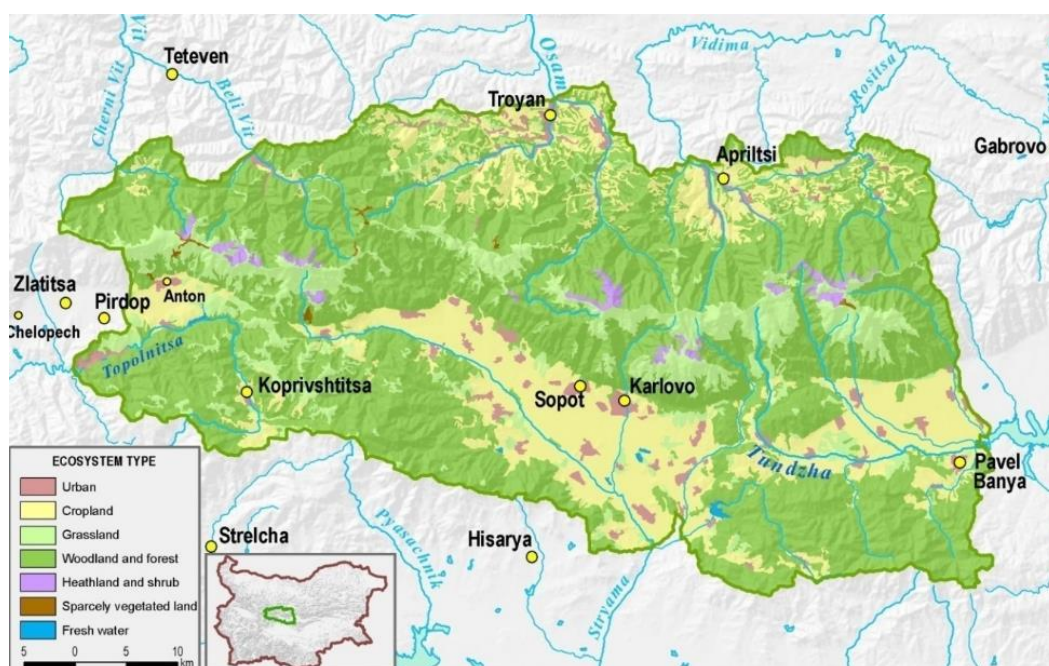 Teteven
Vit
Cherni Vit
Beli Vit
Osam
Troyan
Vidima
Rositsa
Gabrovo
Apriltsi
Zlatitsa
Pirdop
Anton
Chelopech
Topolnitsa
Koprivshtitsa
Sopot
Karlovo
Tundzha
Pavel
Banya
Strelcha
Pyasachnik
Hisarya
Stryama
ECOSYSTEM TYPE
Urban
Cropland
Grassland
Woodland and forest
Heathland and shrub
Sparcely vegetated land
Fresh water
5 0 5 10
km